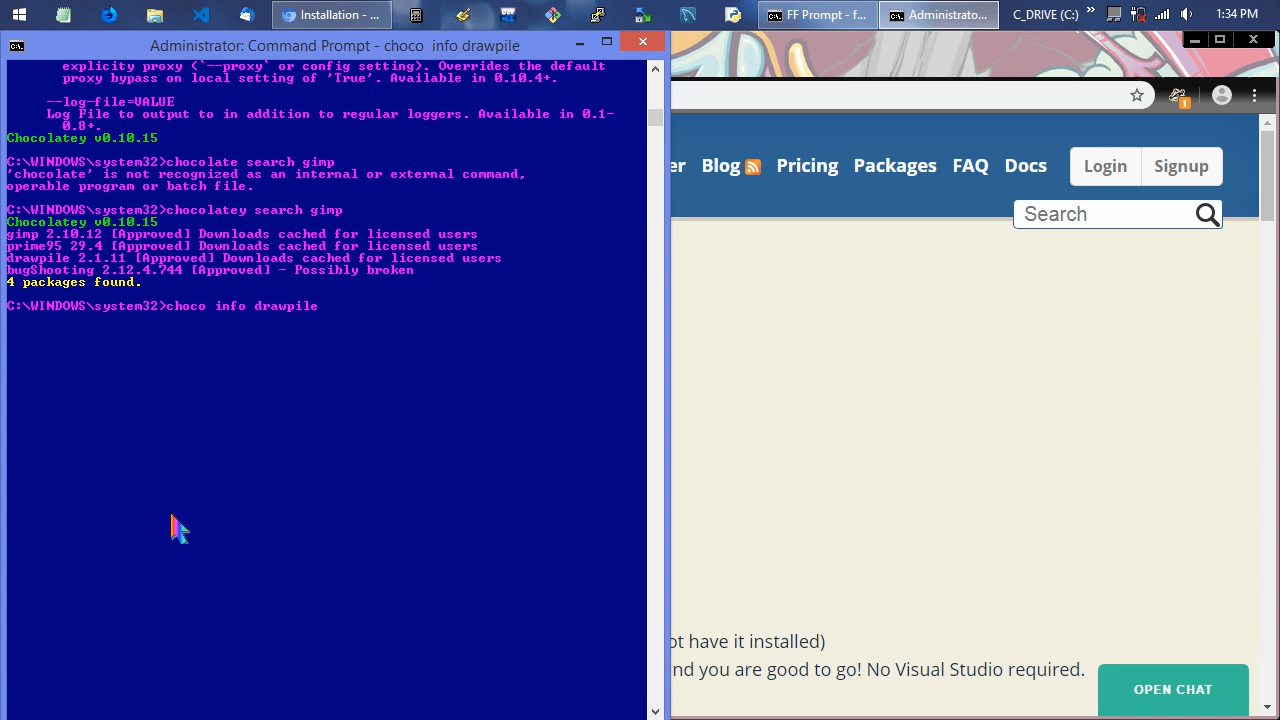 Installation - ...
FF Prompt - f...
Administrato...
C_DRIVE (C:)
1:34 PM
Administrator: Command Prompt - choco  info drawpile
explicity proxy (`--proxy` or config setting). Overrides the default
proxy bypass on local setting of 'True'. Available in 0.10.4+.
--log-file=VALUE
Log File to output to in addition to regular loggers. Available in 0.1-
0.8+.
Chocolatey v0.10.15
C:\WINDOWS\system32>chocolate search gimp
'chocolate' is not recognized as an internal or external command,
operable program or batch file.
C:\WINDOWS\system32>chocolatey search gimp
Chocolatey v0.10.15
gimp 2.10.12 [Approved] Downloads cached for licensed users
prime95 29.4 [Approved] Downloads cached for licensed users
drawpile 2.1.11 [Approved] Downloads cached for licensed users
bugShooting 2.12.4.744 [Approved] - Possibly broken
4 packages found.
C:\WINDOWS\system32>choco info drawpile
1
er Blog Pricing Packages FAQ Docs Login Signup
Search
ot have it installed)
nd you are good to go! No Visual Studio required.
OPEN CHAT